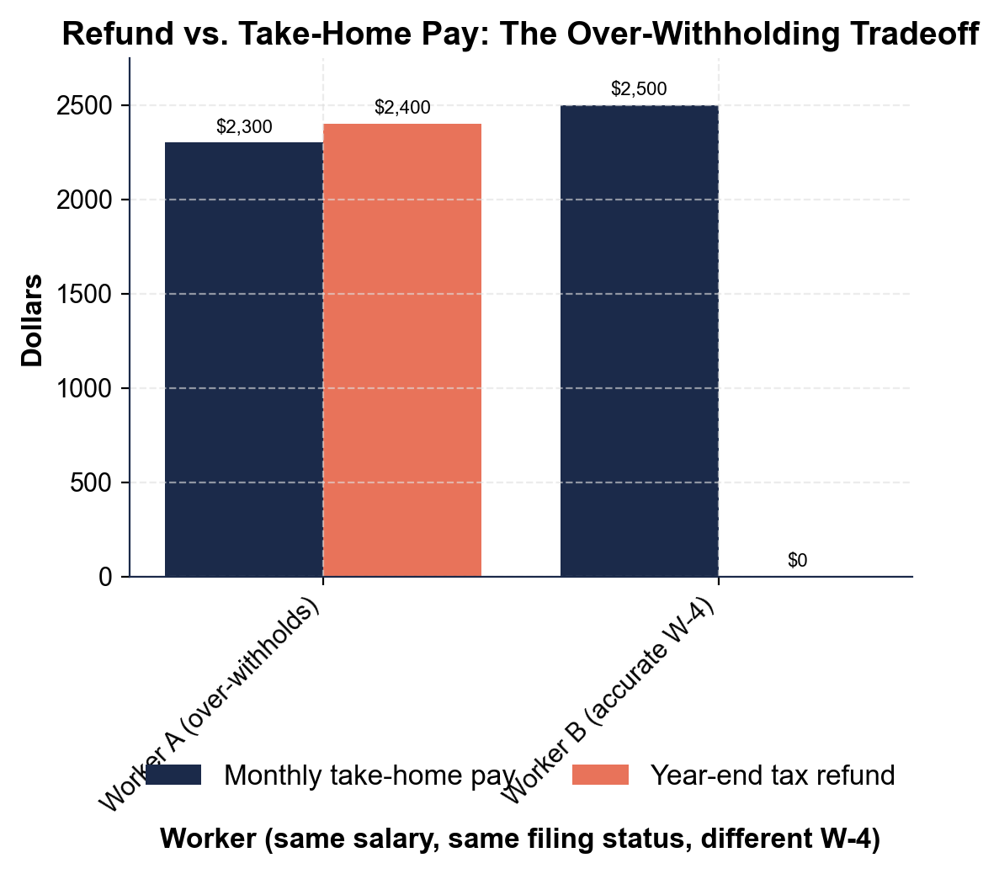 Refund vs. Take-Home Pay: The Over-Withholding Tradeoff
Dollars
2500
2000
1500
1000
500
0
$2,300
$2,400
$2,500
$0
Worker A (over-withholds)
Worker B (accurate W-4)
Monthly take-home pay
Year-end tax refund
Worker (same salary, same filing status, different W-4)